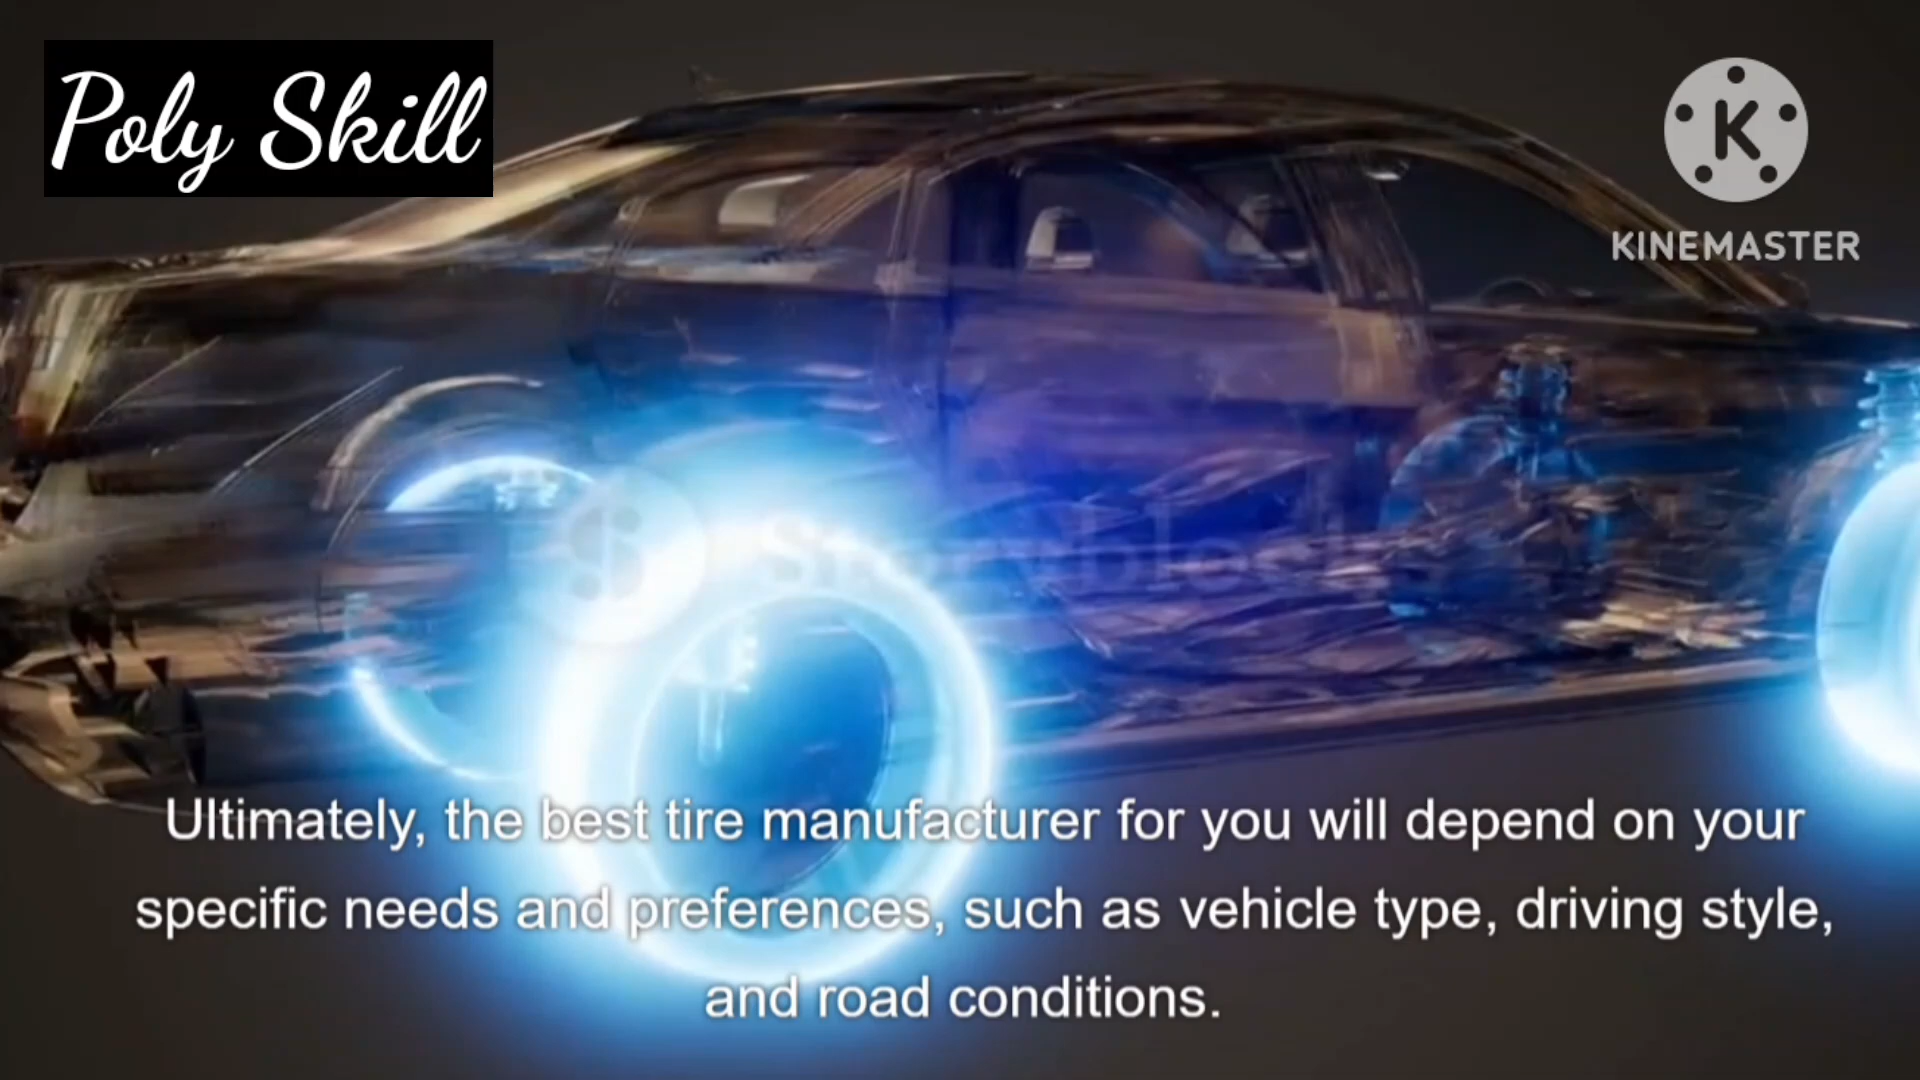 Poly Skill
K
KINEMASTER
Storyblock
Ultimately, the best tire manufacturer for you will depend on your
specific needs and preferences, such as vehicle type, driving style,
and road conditions.